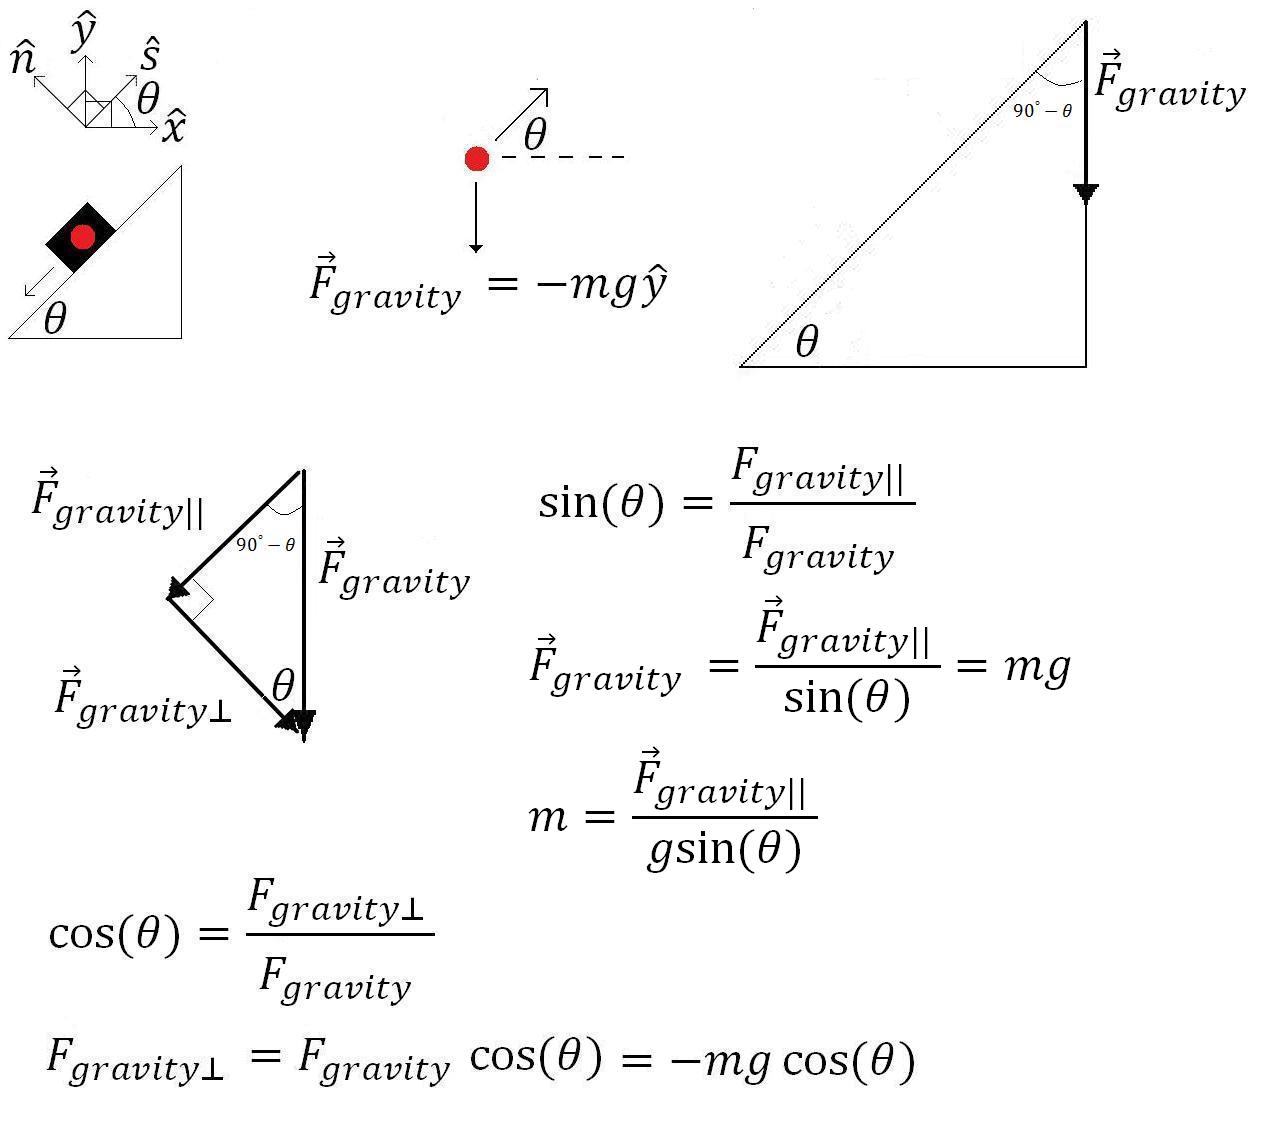 n̂ ŷ ŝ θ x̂
θ
θ
F⃗gravity = −mgŷ
F⃗gravity
90° − θ
θ
F⃗gravity||
90° − θ
F⃗gravity
F⃗gravity⊥
θ
sin(θ) = Fgravity|| / Fgravity
F⃗gravity = F⃗gravity|| / sin(θ) = mg
m = F⃗gravity|| / gsin(θ)
cos(θ) = Fgravity⊥ / Fgravity
Fgravity⊥ = Fgravity cos(θ) = −mg cos(θ)